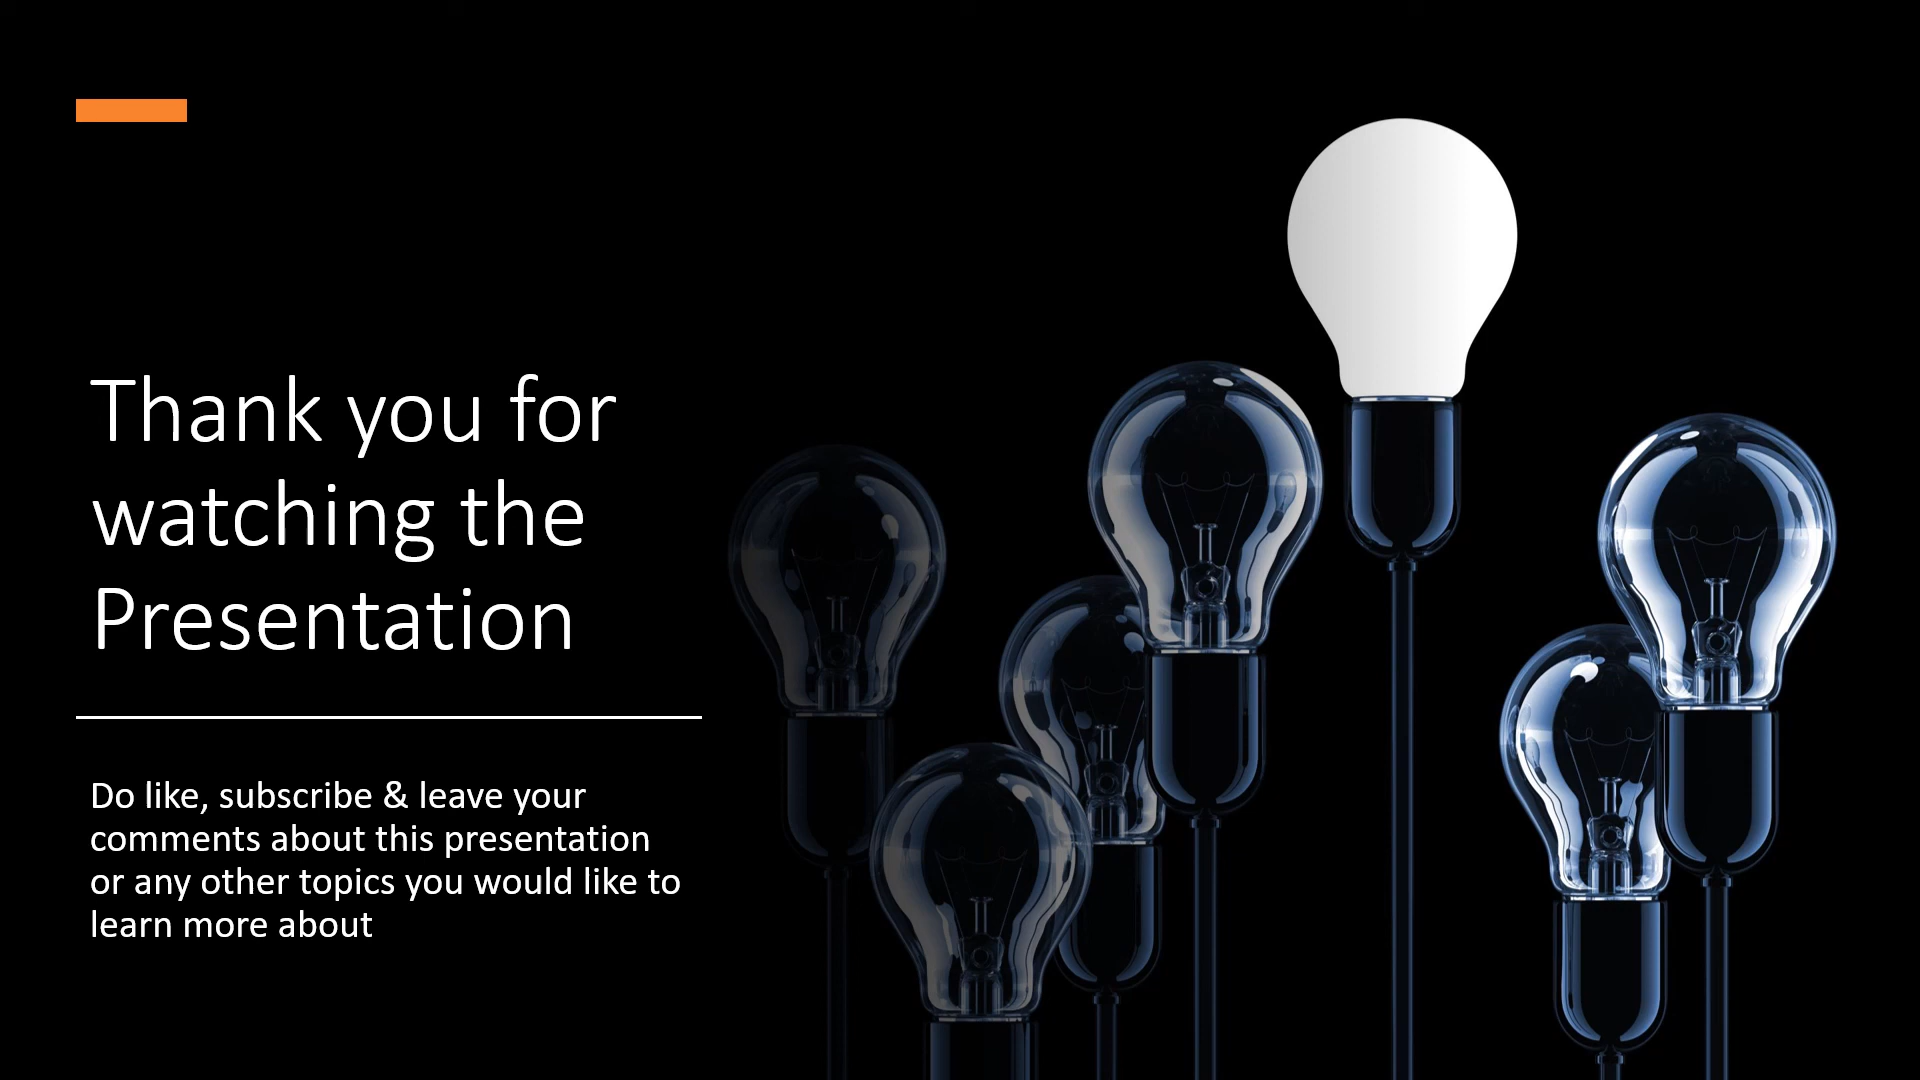 Thank you for
watching the
Presentation
Do like, subscribe & leave your
comments about this presentation
or any other topics you would like to
learn more about